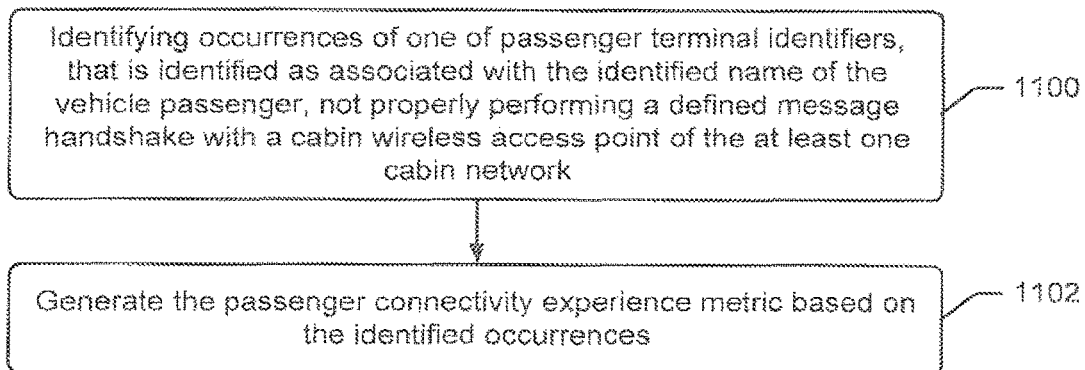 Identifying occurrences of one of passenger terminal identifiers,
that is identified as associated with the identified name of the
vehicle passenger, not properly performing a defined message
handshake with a cabin wireless access point of the at least one
cabin network
1100
Generate the passenger connectivity experience metric based on
the identified occurrences
1102